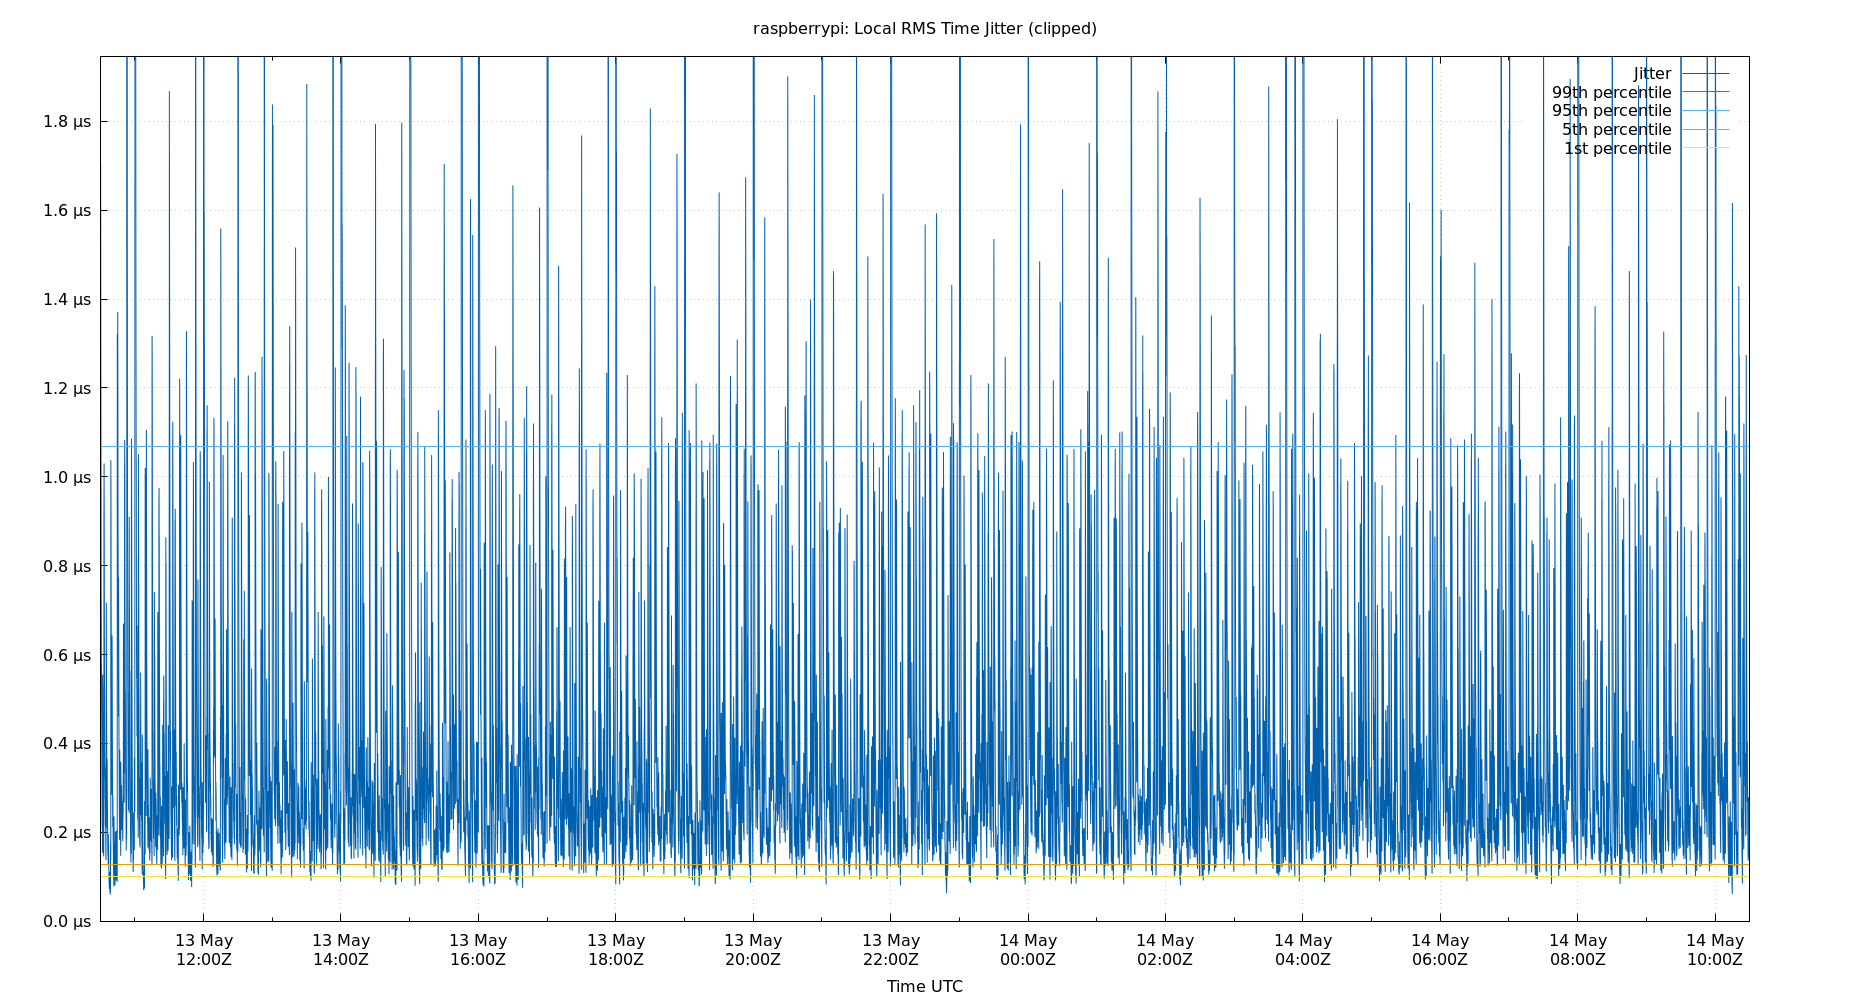 raspberrypi: Local RMS Time Jitter (clipped)
Jitter
99th percentile
95th percentile
5th percentile
1st percentile
1.8 μs
1.6 μs
1.4 μs
1.2 μs
1.0 μs
0.8 μs
0.6 μs
0.4 μs
0.2 μs
0.0 μs
13 May 13 May 13 May 13 May 13 May 13 May 14 May 14 May 14 May 14 May 14 May 14 May
12:00Z 14:00Z 16:00Z 18:00Z 20:00Z 22:00Z 00:00Z 02:00Z 04:00Z 06:00Z 08:00Z 10:00Z
Time UTC